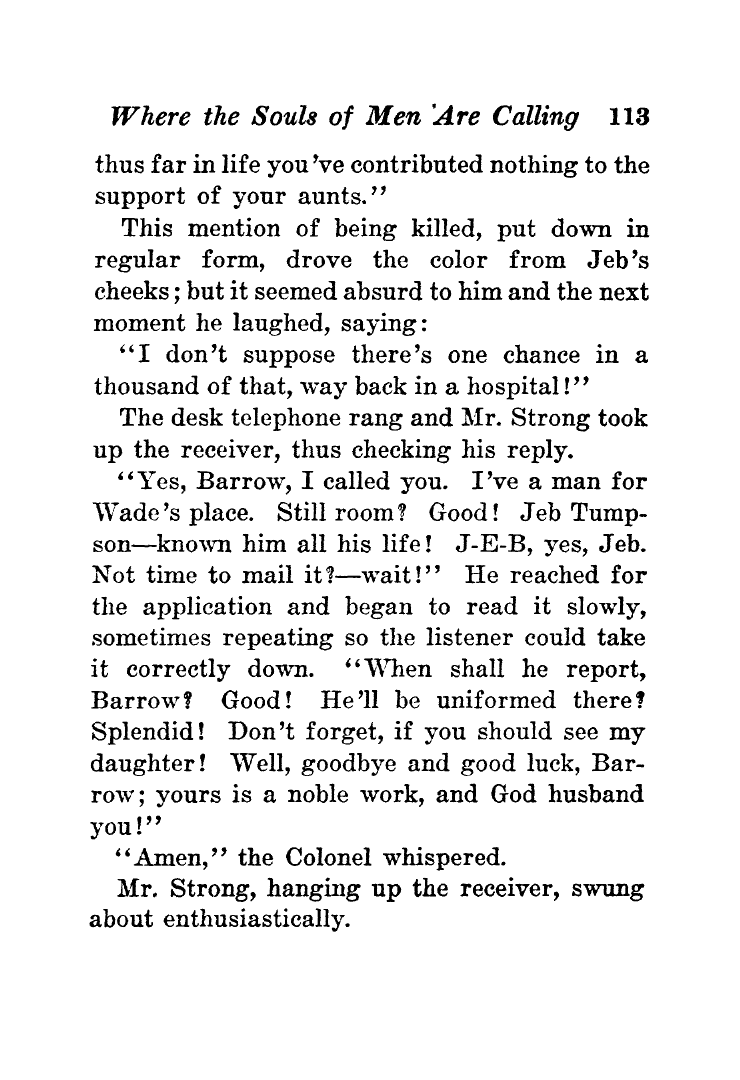 Where the Souls of Men Are Calling 113
thus far in life you've contributed nothing to the
support of your aunts."
This mention of being killed, put down in
regular form, drove the color from Jeb's
cheeks; but it seemed absurd to him and the next
moment he laughed, saying:
"I don't suppose there's one chance in a
thousand of that, way back in a hospital!"
The desk telephone rang and Mr. Strong took
up the receiver, thus checking his reply.
"Yes, Barrow, I called you. I've a man for
Wade's place. Still room? Good! Jeb Tump-
son—known him all his life! J-E-B, yes, Jeb.
Not time to mail it?—wait!" He reached for
the application and began to read it slowly,
sometimes repeating so the listener could take
it correctly down. "When shall he report,
Barrow? Good! He'll be uniformed there?
Splendid! Don't forget, if you should see my
daughter! Well, goodbye and good luck, Bar-
row; yours is a noble work, and God husband
you!"
"Amen," the Colonel whispered.
Mr. Strong, hanging up the receiver, swung
about enthusiastically.